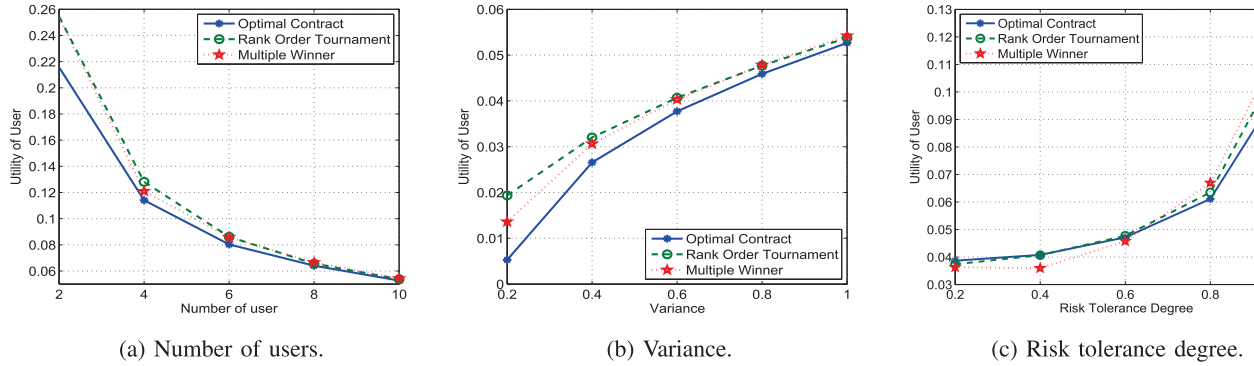 0.26
0.24
0.22
0.2
0.18
0.16
0.14
0.12
0.1
0.08
0.06
2 4 6 8 10
Utility of User
Number of user
Optimal Contract
Rank Order Tournament
Multiple Winner
(a) Number of users.
0.06
0.05
0.04
0.03
0.02
0.01
0
0.2 0.4 0.6 0.8 1
Utility of User
Variance
Optimal Contract
Rank Order Tournament
Multiple Winner
(b) Variance.
0.13
0.12
0.11
0.1
0.09
0.08
0.07
0.06
0.05
0.04
0.03
0.2 0.4 0.6 0.8
Utility of User
Risk Tolerance Degree
Optimal Contract
Rank Order Tournament
Multiple Winner
(c) Risk tolerance degree.